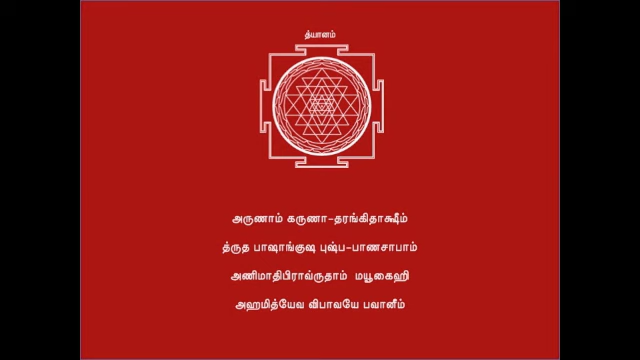 த்யானம்
அருணாம் கருணா-தரங்கிதாக்ஷீம்
த்ருத பாஷாங்குஷ புஷ்ப-பாணசாபாம்
அணிமாதிபிராவ்ருதாம் மயூகைஹி
அஹமித்யேவ விபாவயே பவானீம்